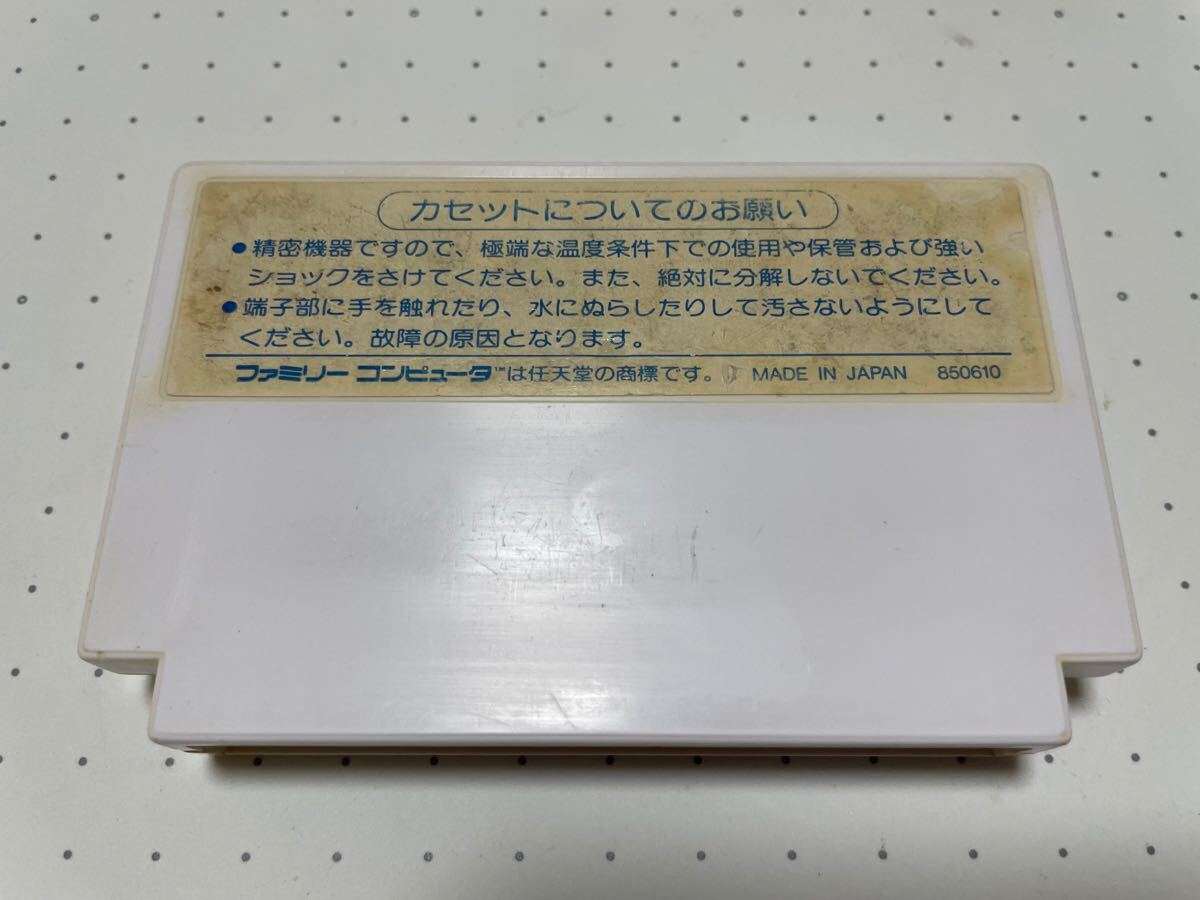 カセットについてのお願い
●精密機器ですので、極端な温度条件下での使用や保管および強い
ショックをさけてください。また、絶対に分解しないでください。
●端子部に手を触れたり、水にぬらしたりして汚さないようにして
ください。故障の原因となります。
ファミリー コンピュータ™は任天堂の商標です。 MADE IN JAPAN 850610